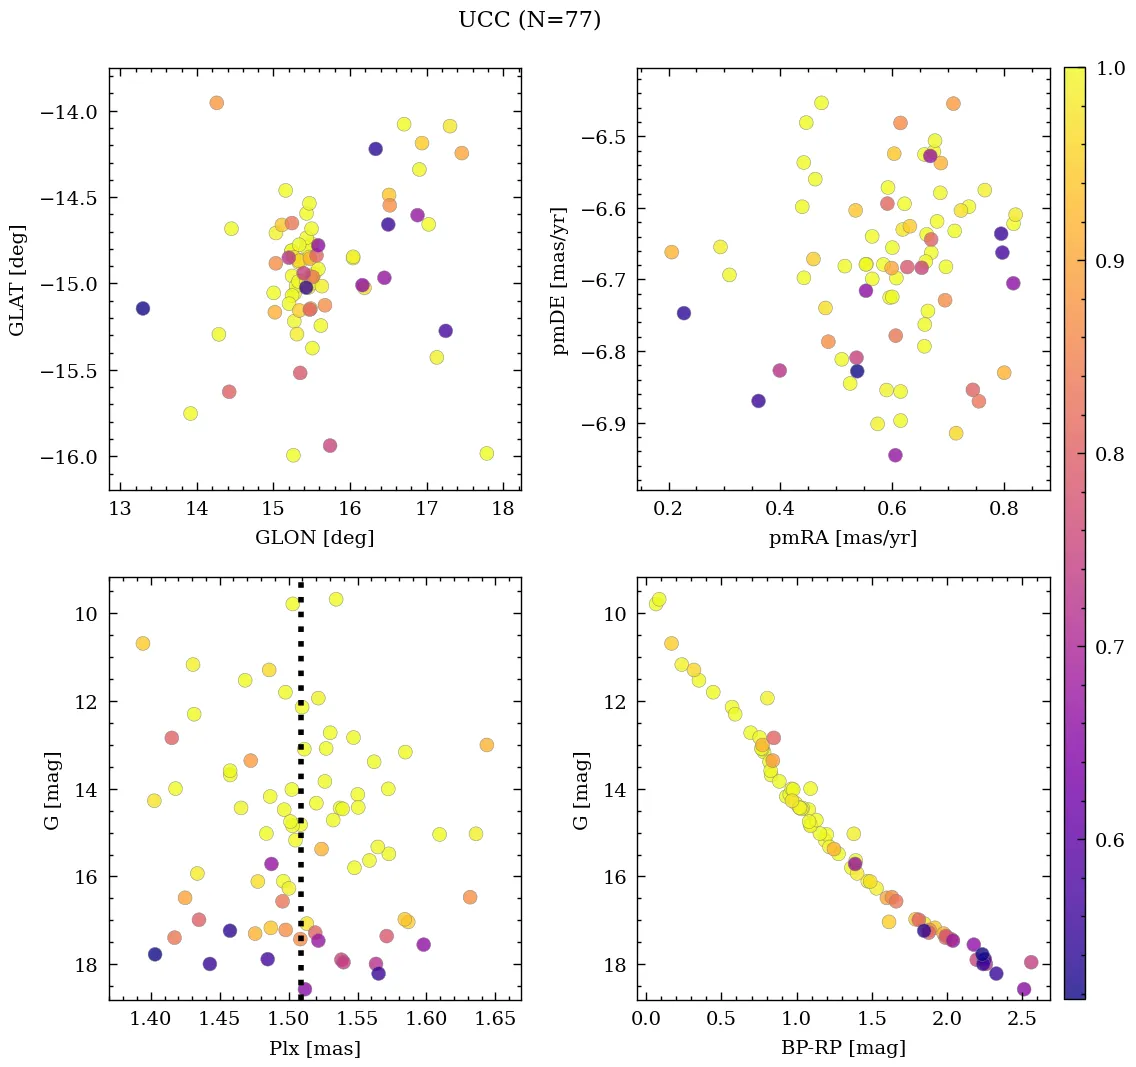 UCC (N=77)
−14.0
−14.5
−15.0
−15.5
−16.0
GLAT [deg]
13 14 15 16 17 18
GLON [deg]
−6.5
−6.6
−6.7
−6.8
−6.9
pmDE [mas/yr]
0.2 0.4 0.6 0.8
pmRA [mas/yr]
1.0
0.9
0.8
0.7
0.6
10
12
14
16
18
G [mag]
1.40 1.45 1.50 1.55 1.60 1.65
Plx [mas]
10
12
14
16
18
G [mag]
0.0 0.5 1.0 1.5 2.0 2.5
BP-RP [mag]